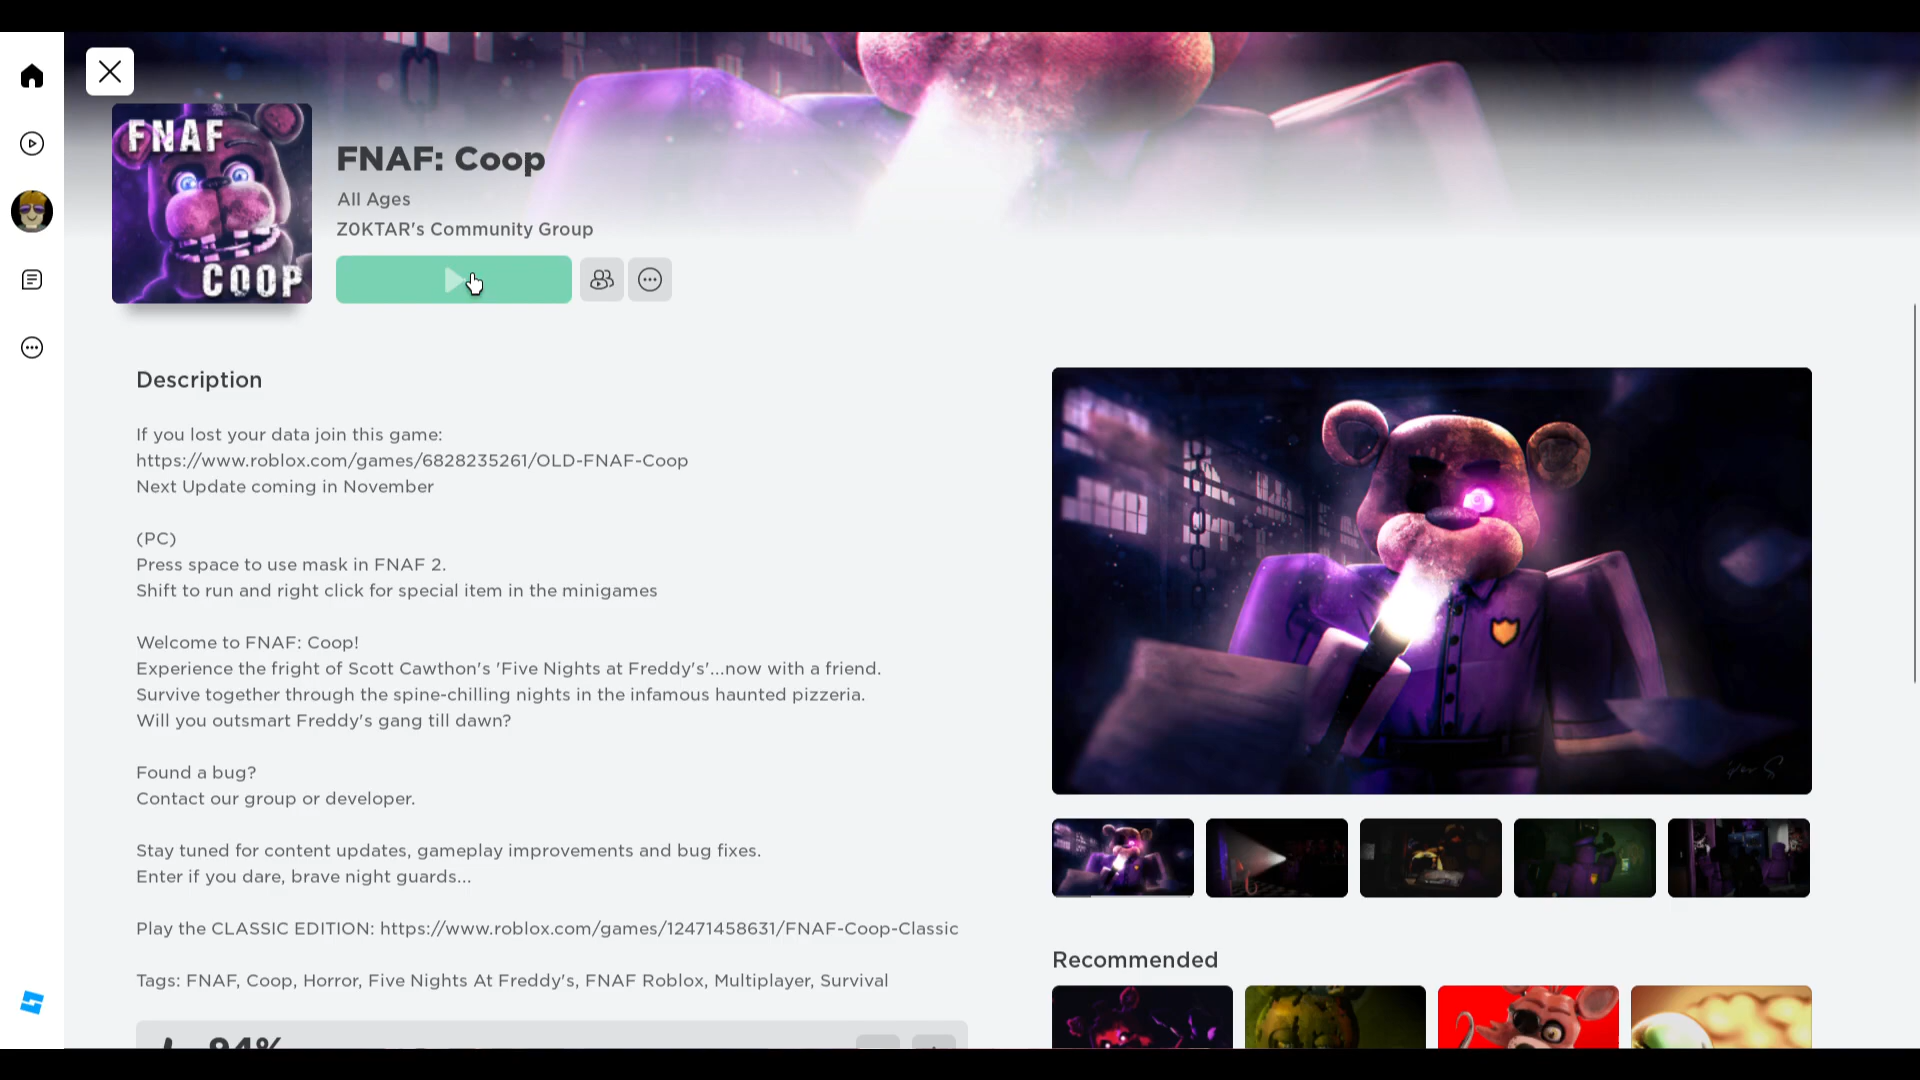 FNAF
COOP
FNAF: Coop
All Ages
Z0KTAR's Community Group
Description
If you lost your data join this game:
https://www.roblox.com/games/6828235261/OLD-FNAF-Coop
Next Update coming in November
(PC)
Press space to use mask in FNAF 2.
Shift to run and right click for special item in the minigames
Welcome to FNAF: Coop!
Experience the fright of Scott Cawthon's 'Five Nights at Freddy's'...now with a friend.
Survive together through the spine-chilling nights in the infamous haunted pizzeria.
Will you outsmart Freddy's gang till dawn?
Found a bug?
Contact our group or developer.
Stay tuned for content updates, gameplay improvements and bug fixes.
Enter if you dare, brave night guards...
Play the CLASSIC EDITION: https://www.roblox.com/games/12471458631/FNAF-Coop-Classic
Tags: FNAF, Coop, Horror, Five Nights At Freddy's, FNAF Roblox, Multiplayer, Survival
94%
Recommended